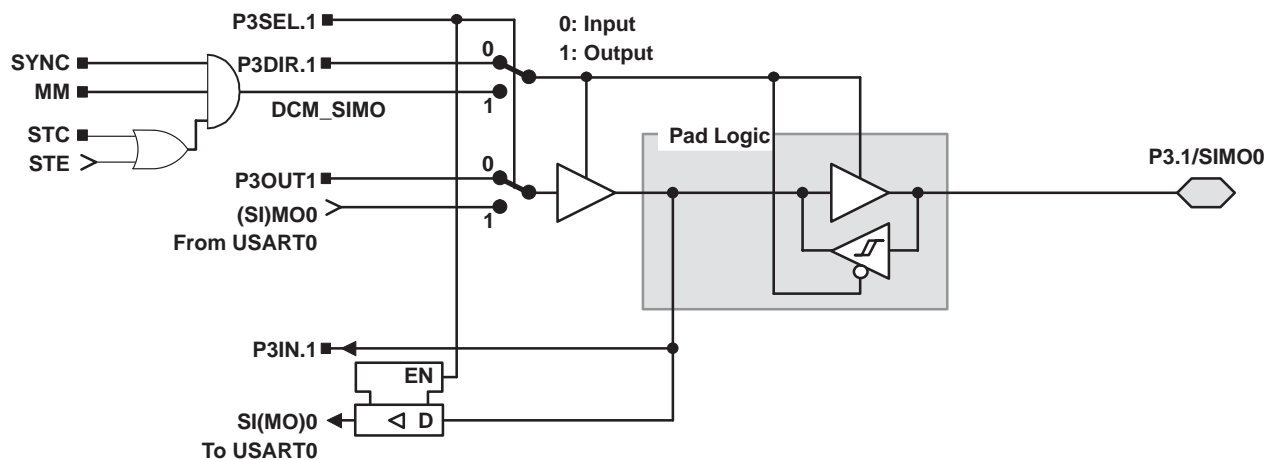 P3SEL.1
0: Input
1: Output
SYNC
P3DIR.1
0
MM
1
DCM_SIMO
STC
STE
Pad Logic
P3.1/SIMO0
0
P3OUT1
(SI)MO0
1
From USART0
P3IN.1
EN
SI(MO)0
D
To USART0